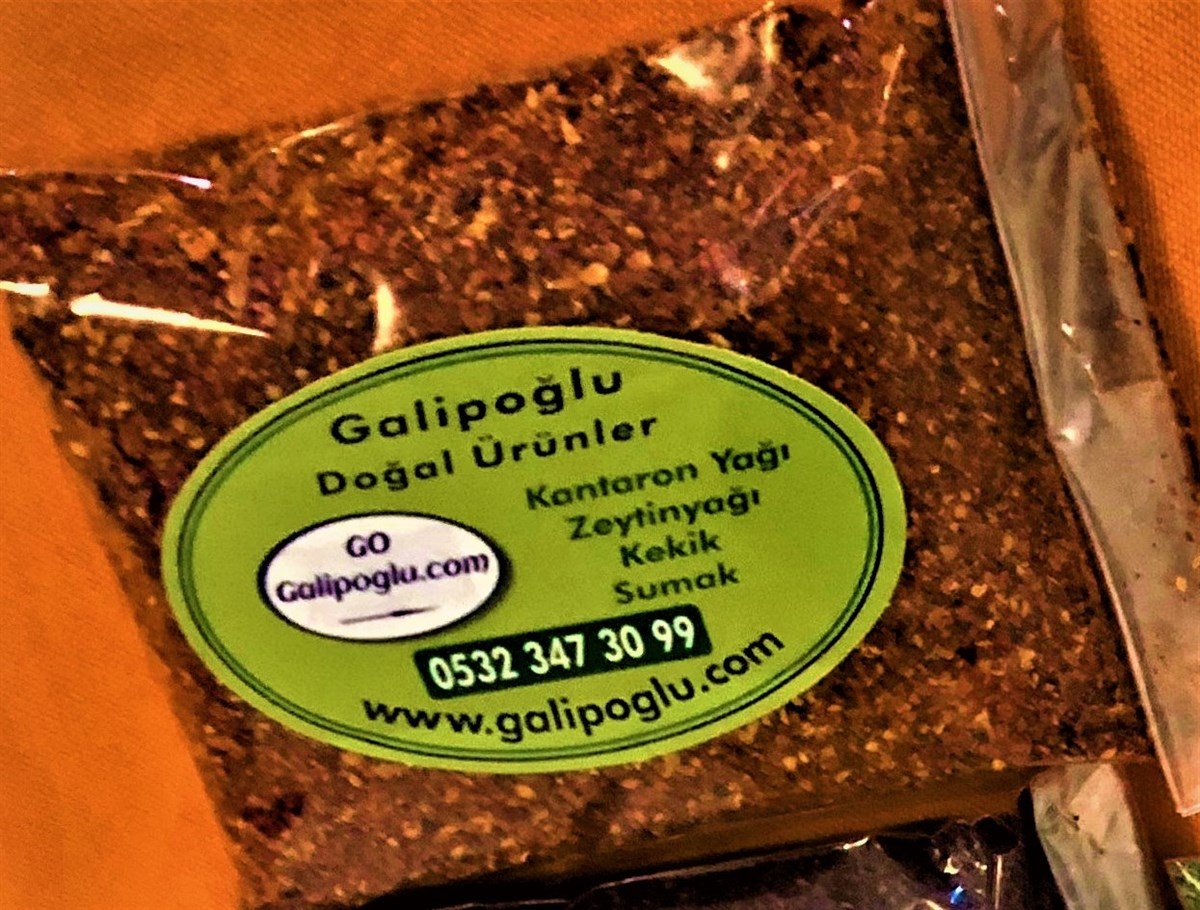 Galipoğlu
Doğal Ürünler
Kantaron Yağı
Zeytinyağı
Kekik
Sumak
GO
Galipoglu.com
0532 347 30 99
www.galipoglu.com